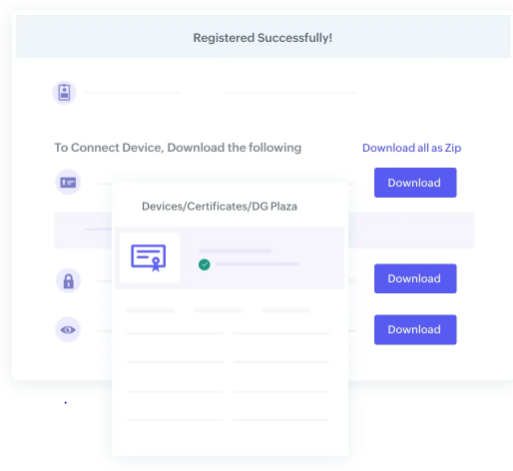 Registered Successfully!
To Connect Device, Download the following
Download all as Zip
Download
Devices/Certificates/DG Plaza
Download
Download